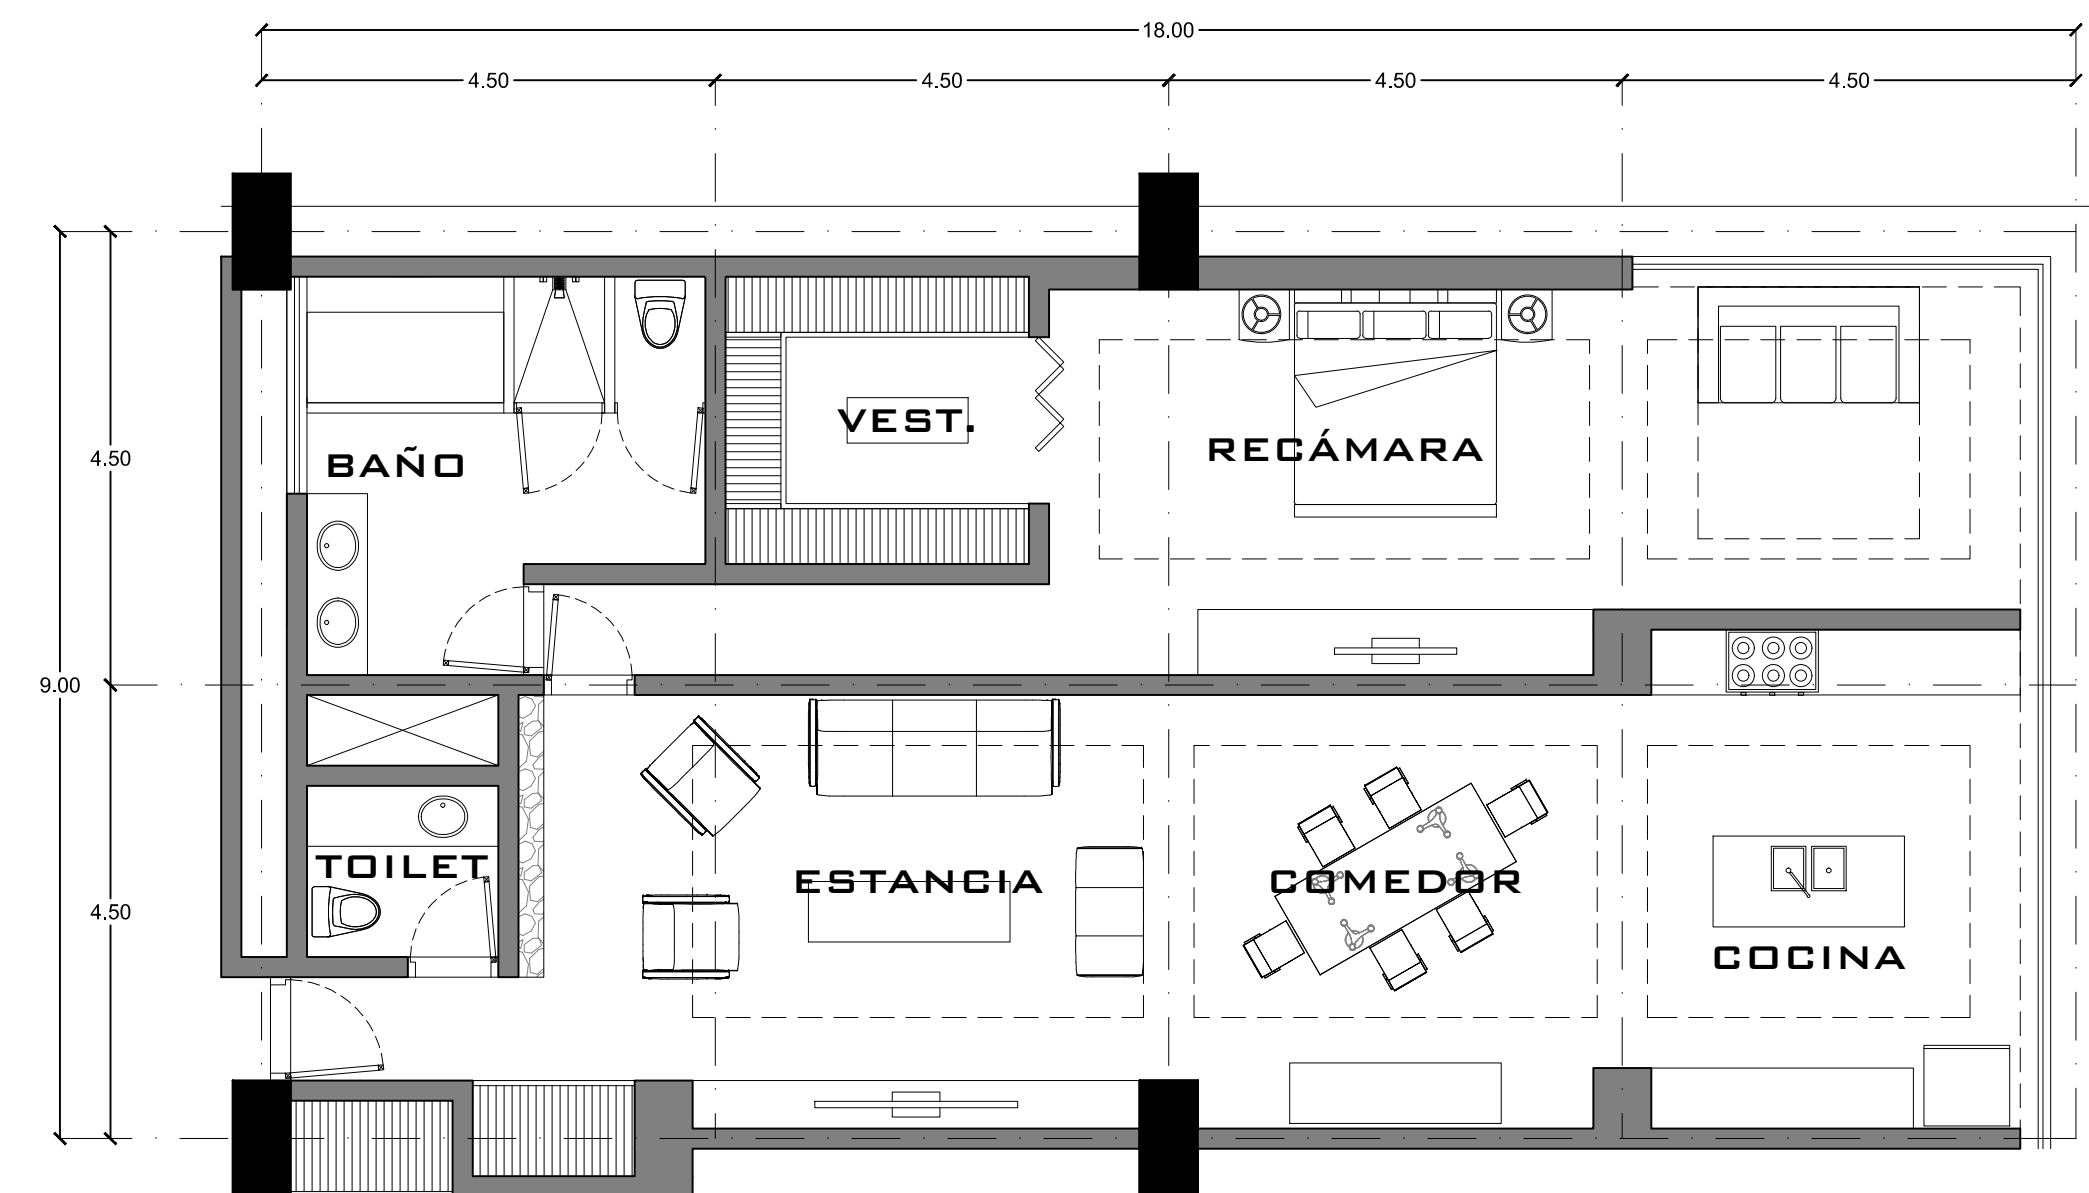 18.00
4.50 4.50 4.50 4.50
VEST.
RECÁMARA
BAÑO
4.50
9.00
TOILET
ESTANCIA
COMEDOR
4.50
COCINA